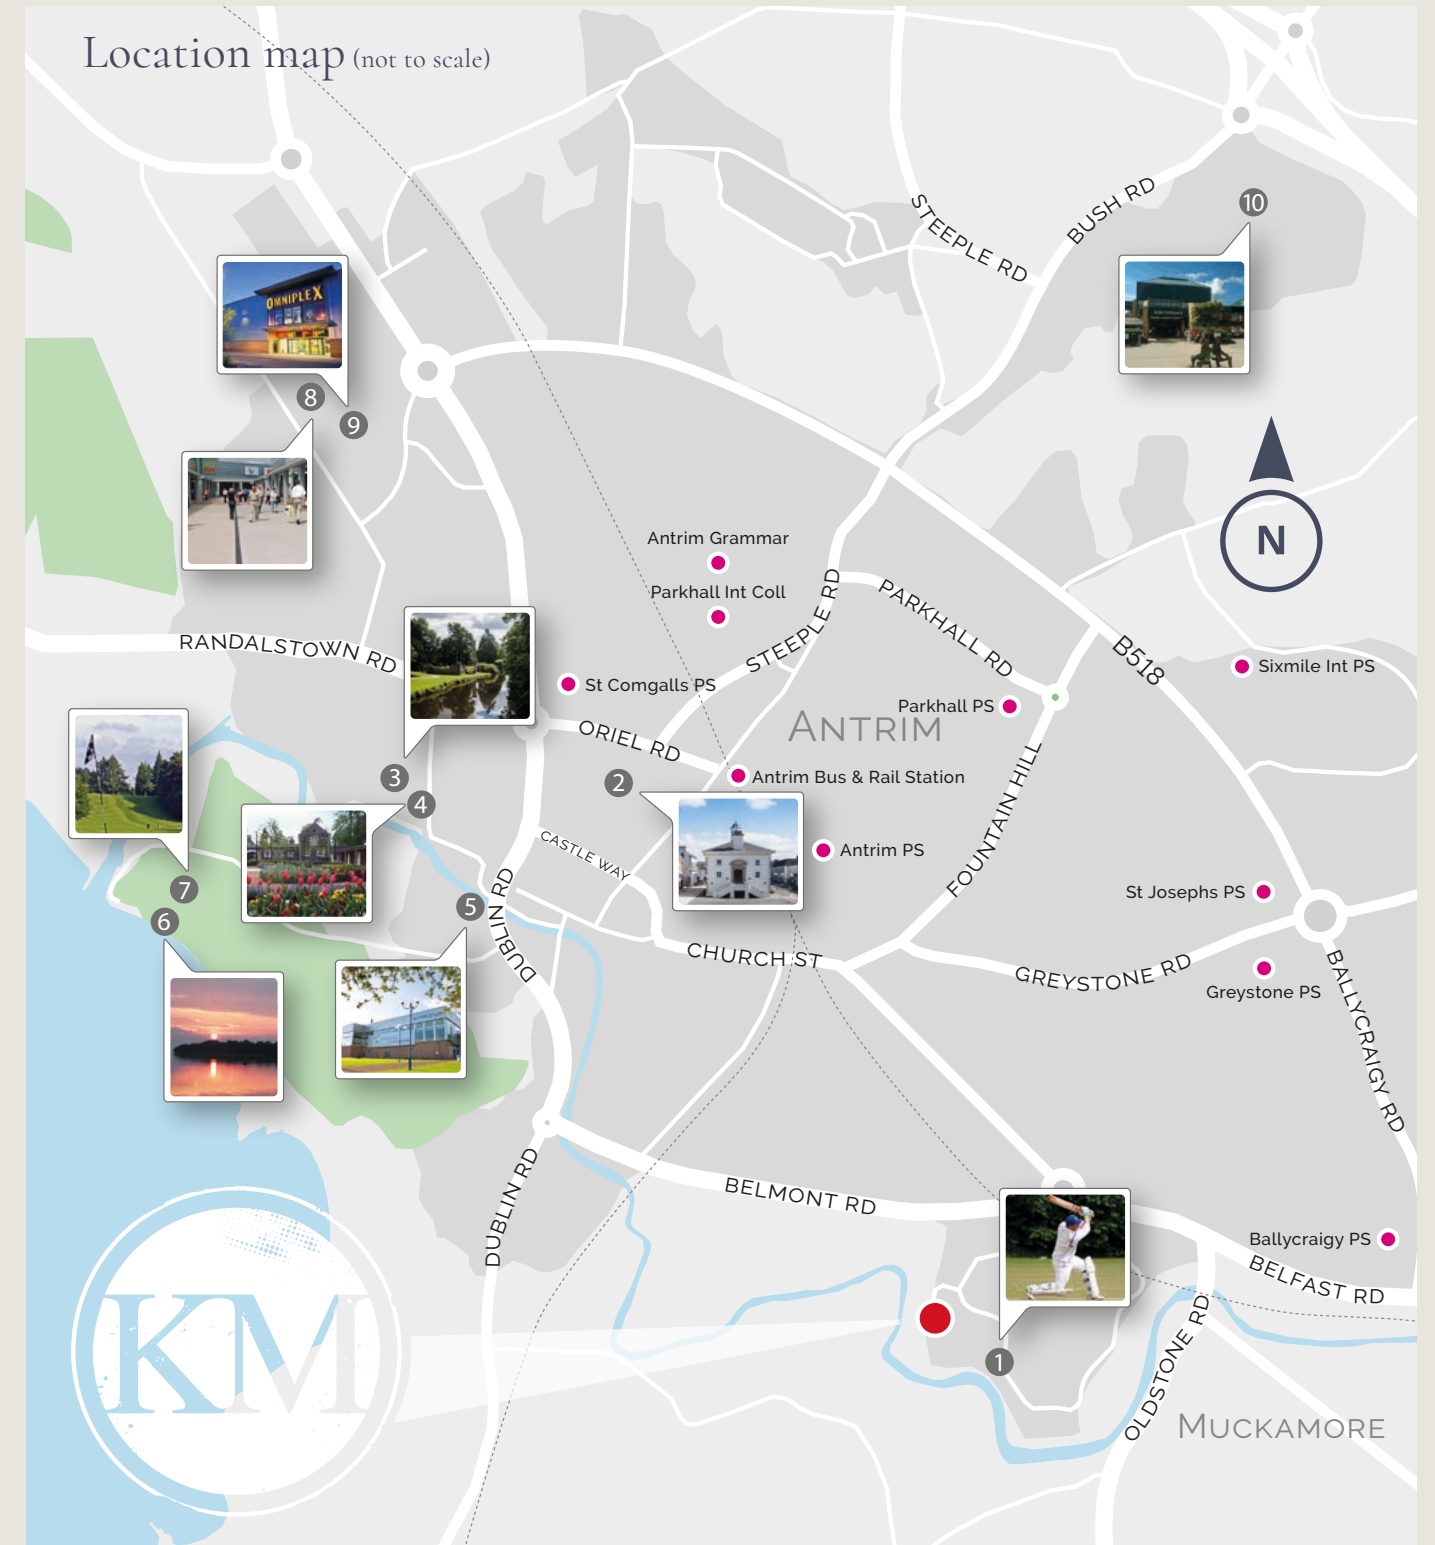 Location map (not to scale)
STEEPLE RD
BUSH RD
10
OMNIPLEX
8
9
N
Antrim Grammar
Parkhall Int Coll
STEEPLE RD
PARKHALL RD
B518
RANDALSTOWN RD
St Comgalls PS
Sixmile Int PS
Parkhall PS
ANTRIM
ORIEL RD
Antrim Bus & Rail Station
3
2
4
FOUNTAIN HILL
CASTLE WAY
Antrim PS
7
6
5
DUBLIN RD
St Josephs PS
CHURCH ST
GREYSTONE RD
Greystone PS
BALLYCRAIGY RD
DUBLIN RD
BELMONT RD
Ballycraigy PS
BELFAST RD
OLDSTONE RD
1
KM
MUCKAMORE